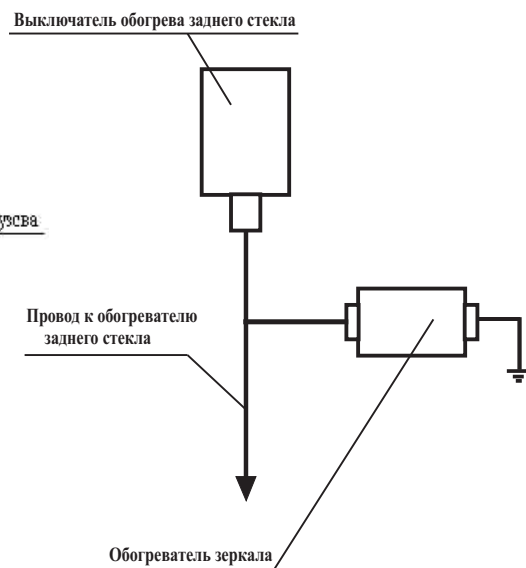 Выключатель обогрева заднего стекла
Провод к обогревателю
заднего стекла
Обогреватель зеркала